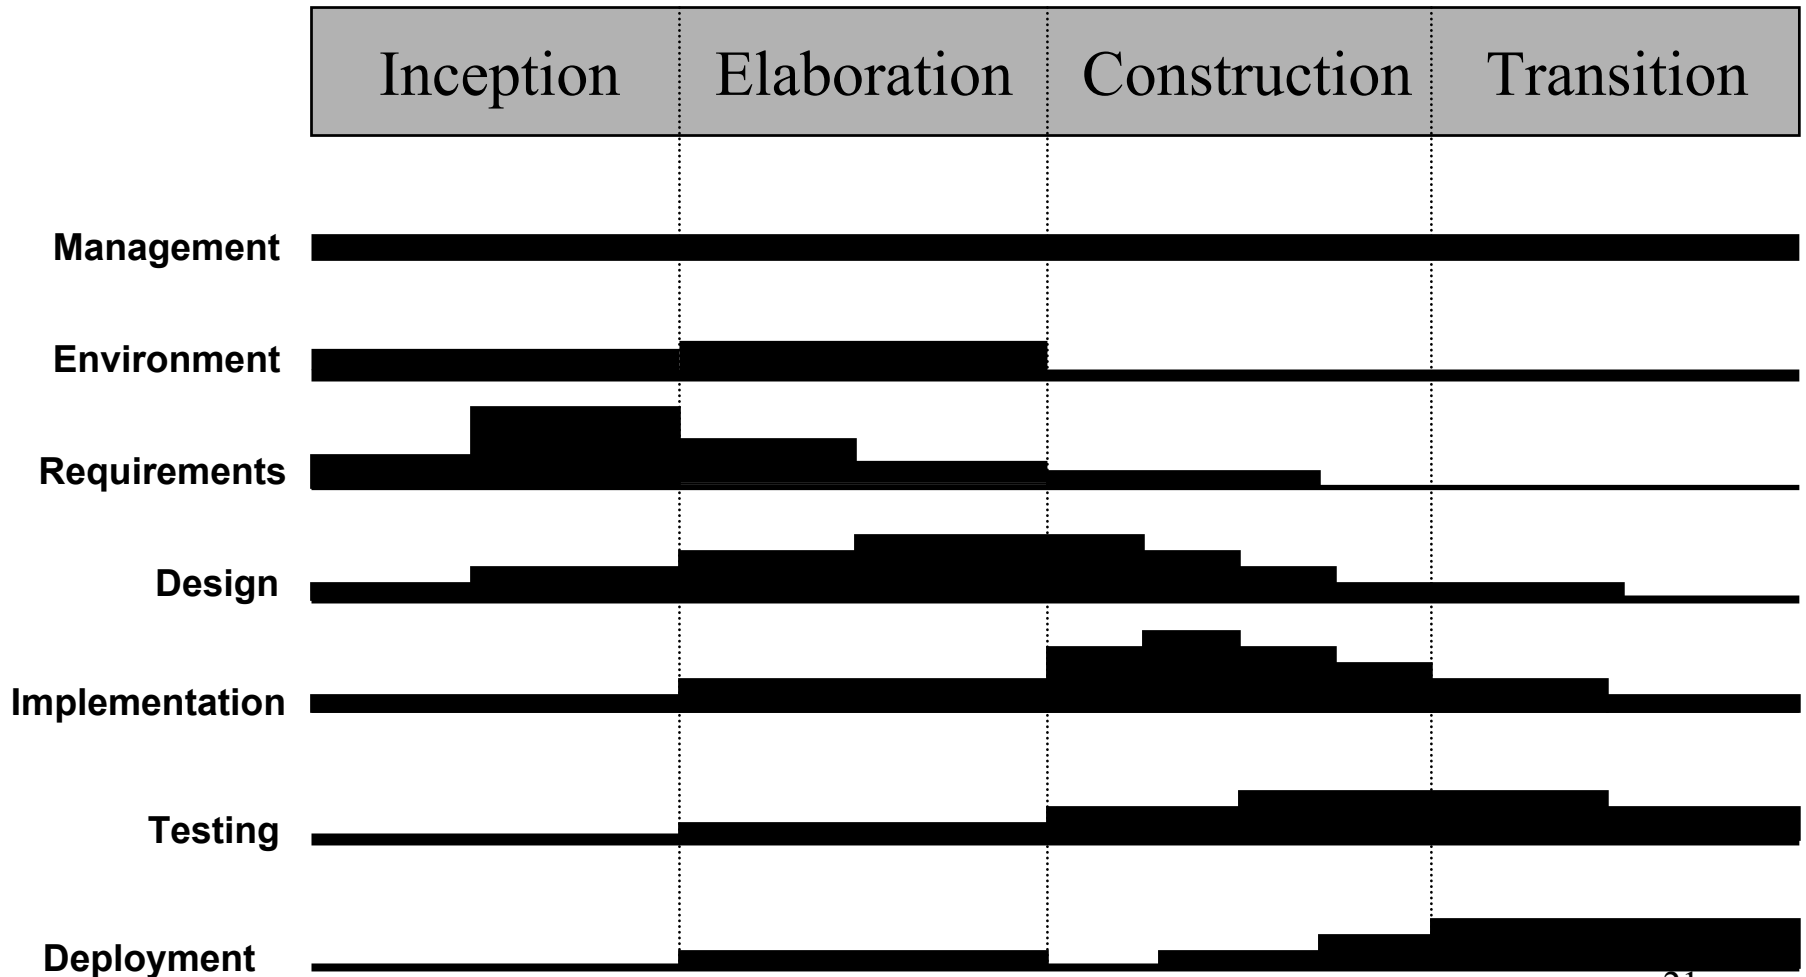 Inception Elaboration Construction Transition
Management
Environment
Requirements
Design
Implementation
Testing
Deployment